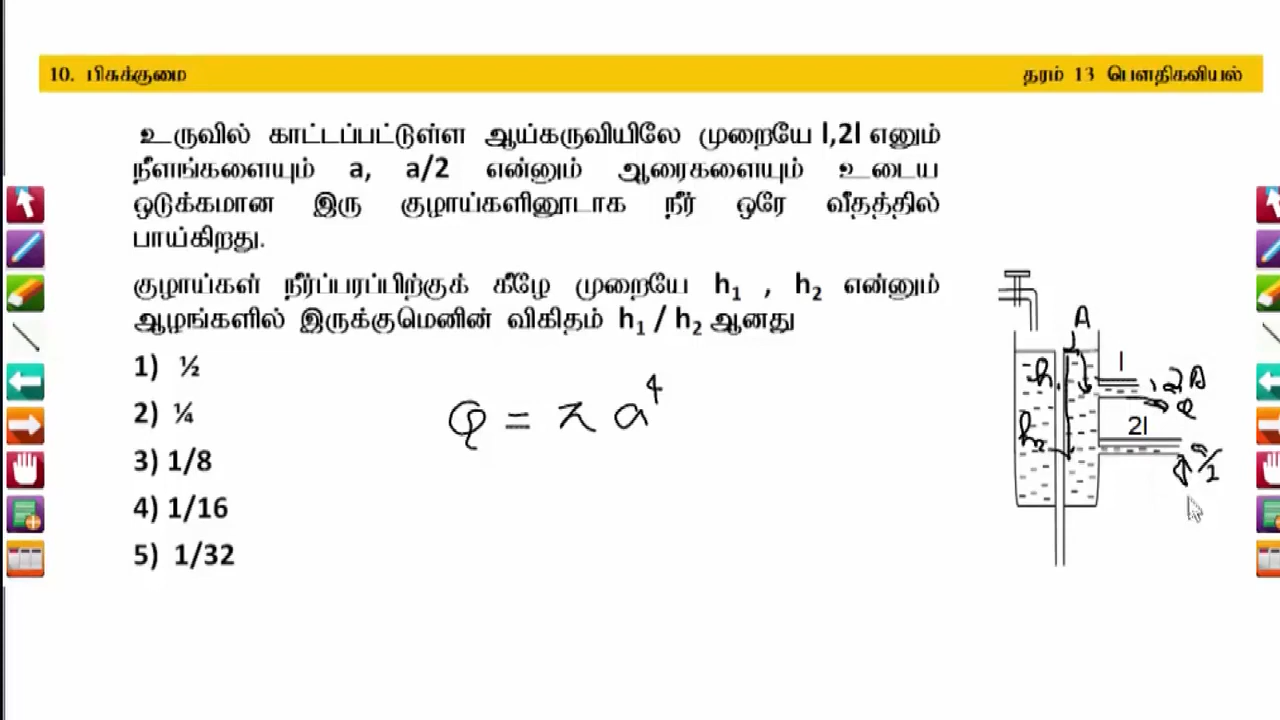 10. பிசுக்குமை
தரம் 13 பௌதிகவியல்
உருவில் காட்டப்பட்டுள்ள ஆய்கருவியிலே முறையே l,2l எனும்
நீளங்களையும் a, a/2 என்னும் ஆரைகளையும் உடைய
ஒடுக்கமான இரு குழாய்களினூடாக நீர் ஒரே வீதத்தில்
பாய்கிறது.
குழாய்கள் நீர்ப்பரப்பிற்குக் கீழே முறையே h₁ , h₂ என்னும்
ஆழங்களில் இருக்குமெனின் விகிதம் h₁ / h₂ ஆனது
1) ½
2) ¼
3) 1/8
4) 1/16
5) 1/32
Q = π a⁴
A
l
h₁
2l
h₂
a/2